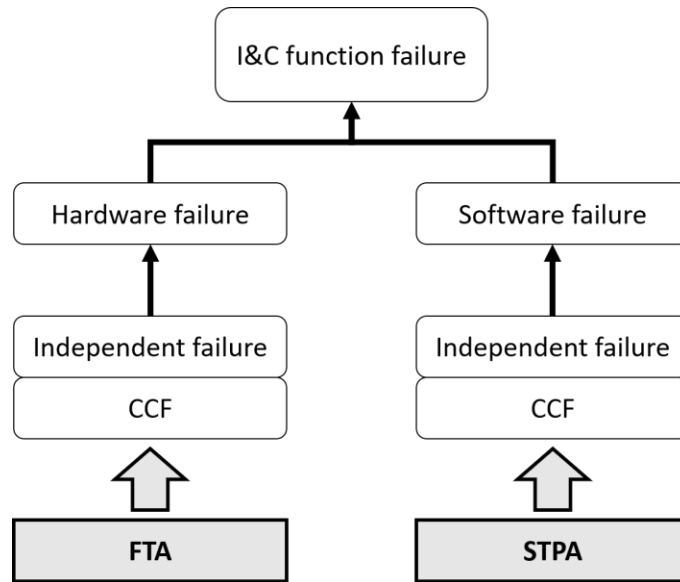 I&C function failure
Hardware failure
Software failure
Independent failure
Independent failure
CCF
CCF
FTA
STPA